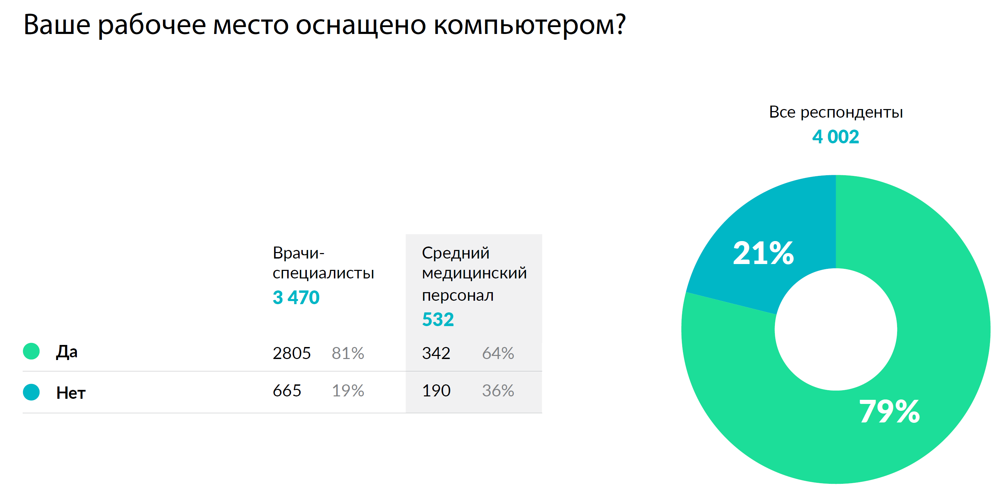 Ваше рабочее место оснащено компьютером?
Все респонденты
4 002
21%
79%
Врачи-
специалисты
3 470
Средний
медицинский
персонал
532
Да 2805 81% 342 64%
Нет 665 19% 190 36%